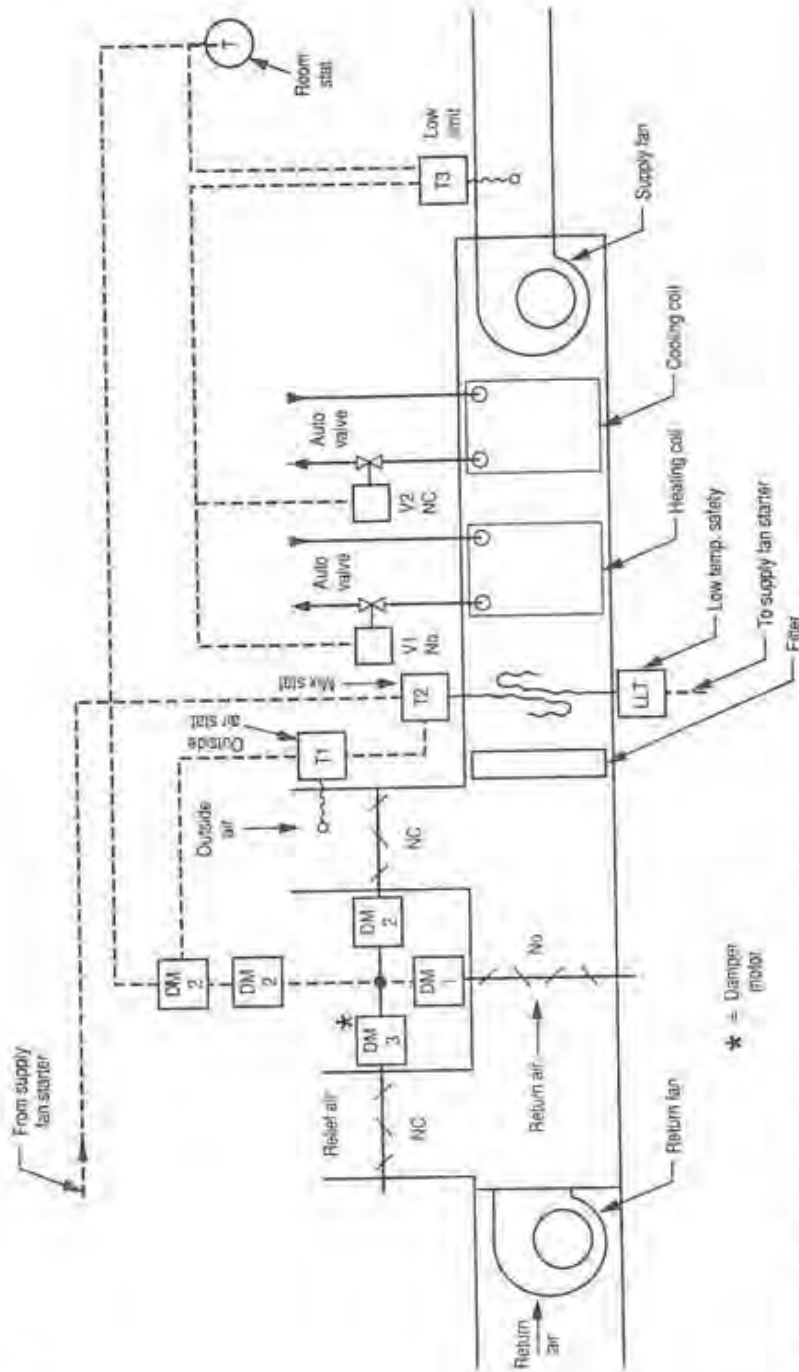 From supply
fan starter
T
Room
stat
DM
2
DM
2
Outside
air stat
Mix stat
T1
T2
Auto
valve
Auto
valve
V1
No.
V2
NC
Low
limit
T3
Relief air
DM
3
*
DM
2
DM
1
Outside
air
NC
NC
No
Return air
Return
air
Return fan
* = Damper
motor
Filter
To supply fan starter
LLT
Low temp. safety
Heating coil
Cooling coil
Supply fan